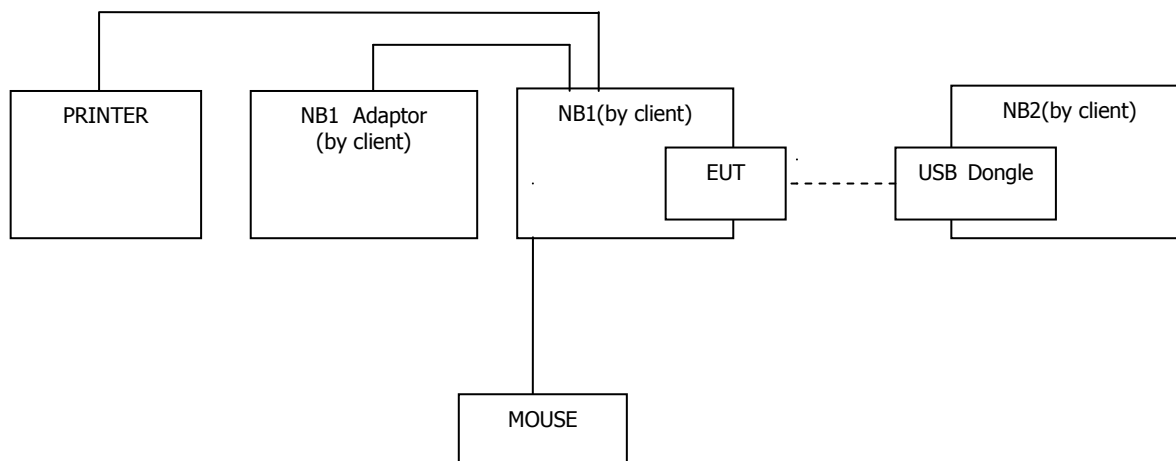 PRINTER
NB1 Adaptor
(by client)
NB1(by client)
EUT
NB2(by client)
USB Dongle
MOUSE